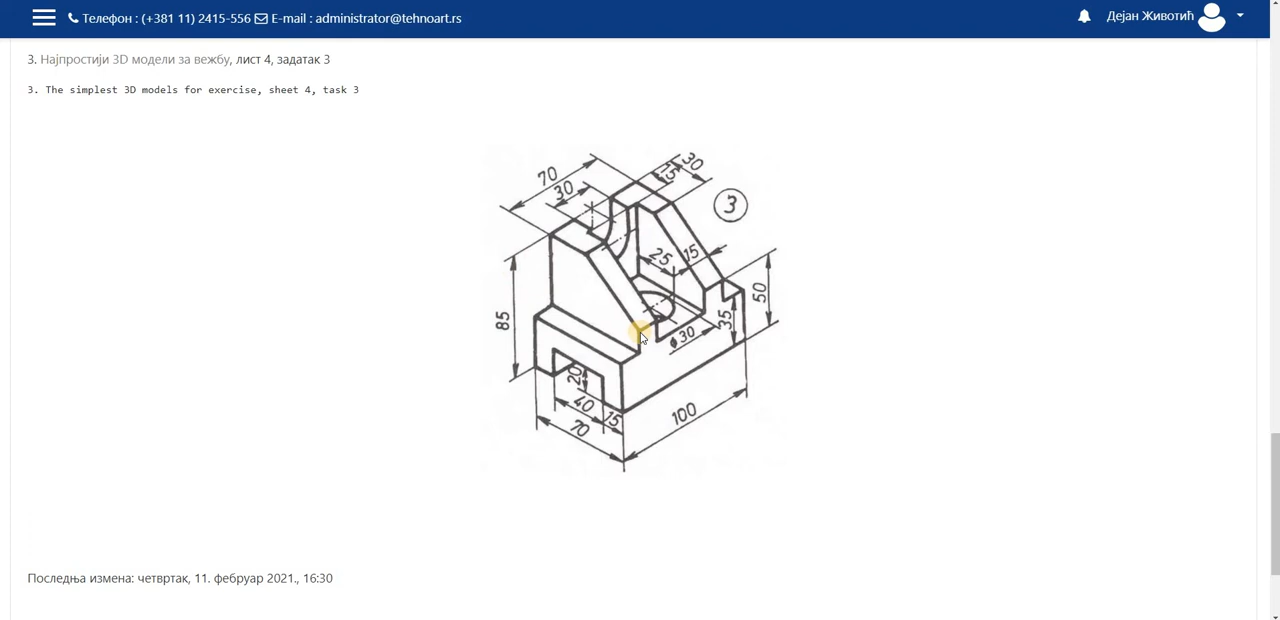 Телефон : (+381 11) 2415-556 E-mail : administrator@tehnoart.rs
Дејан Животић
3. Најпростији 3D модели за вежбу, лист 4, задатак 3
3. The simplest 3D models for exercise, sheet 4, task 3
70
30
15
30
3
25
15
50
35
85
20
ϕ30
40
15
70
100
Последња измена: четвртак, 11. фебруар 2021., 16:30